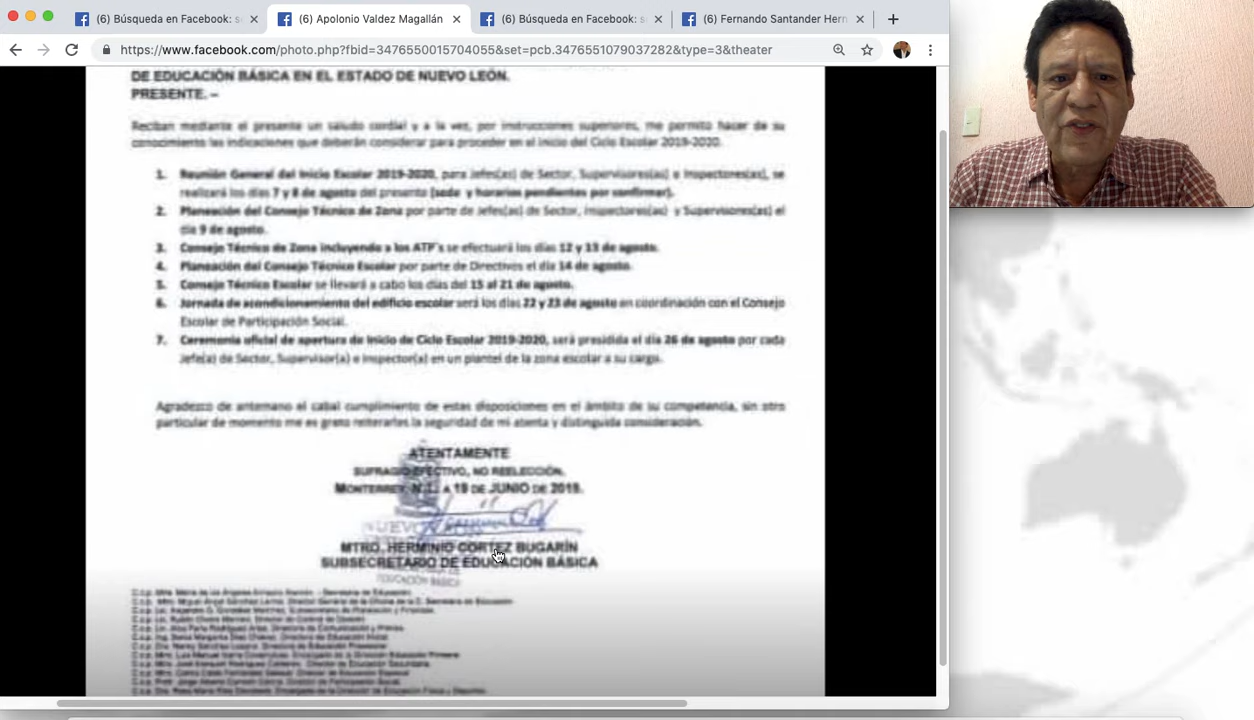 (6) Búsqueda en Facebook: s
(6) Apolonio Valdez Magallán
(6) Búsqueda en Facebook: s
(6) Fernando Santander Hern
https://www.facebook.com/photo.php?fbid=3476550015704055&set=pcb.3476551079037282&type=3&theater
DE EDUCACIÓN BÁSICA EN EL ESTADO DE NUEVO LEÓN.
PRESENTE. –
Reciban mediante el presente un saludo cordial y a la vez, por instrucciones superiores, me permito hacer de su
conocimiento las indicaciones que deberán considerar para proceder en el inicio del Ciclo Escolar 2019-2020.
1. Reunión General del Inicio Escolar 2019-2020, para Jefes(as) de Sector, Supervisores(as) e Inspectores(as), se
realizará los días 7 y 8 de agosto del presente (sede y horarios pendientes por confirmar).
2. Planeación del Consejo Técnico de Zona por parte de Jefes(as) de Sector, Inspectores(as) y Supervisores(as) el
día 9 de agosto.
3. Consejo Técnico de Zona incluyendo a los ATP's se efectuará los días 12 y 13 de agosto.
4. Planeación del Consejo Técnico Escolar por parte de Directivos el día 14 de agosto.
5. Consejo Técnico Escolar se llevará a cabo los días del 15 al 21 de agosto.
6. Jornada de acondicionamiento del edificio escolar será los días 22 y 23 de agosto en coordinación con el Consejo
Escolar de Participación Social.
7. Ceremonia oficial de apertura de Inicio de Ciclo Escolar 2019-2020, será presidida el día 26 de agosto por cada
Jefe(a) de Sector, Supervisor(a) e Inspector(a) en un plantel de la zona escolar a su cargo.
Agradezco de antemano el cabal cumplimiento de estas disposiciones en el ámbito de su competencia, sin otro
particular de momento me es grato reiterarles la seguridad de mi atenta y distinguida consideración.
ATENTAMENTE
SUFRAGIO EFECTIVO, NO REELECCIÓN.
MONTERREY, N.L., A 19 DE JUNIO DE 2019.
NUEVO
MTRO. HERMINIO CORTEZ BUGARÍN
SUBSECRETARIO DE EDUCACIÓN BÁSICA
EDUCACIÓN BÁSICA